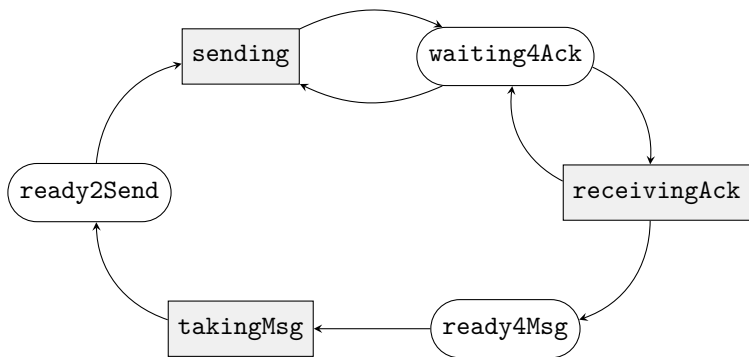 sending
waiting4Ack
ready2Send
receivingAck
takingMsg
ready4Msg